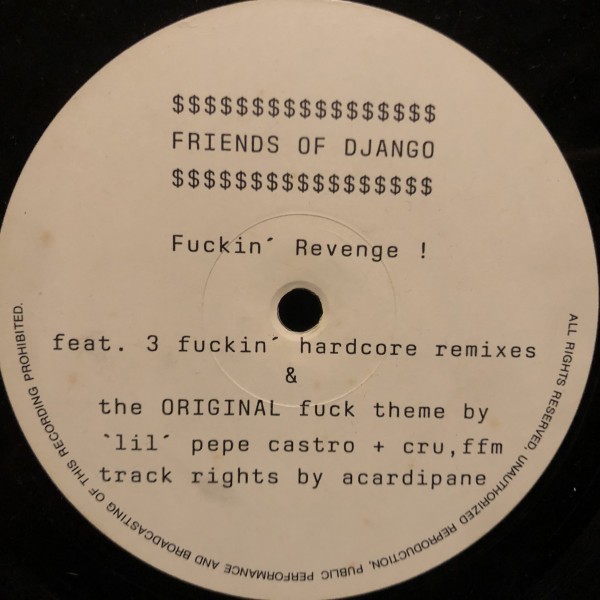 $$$$$$$$$$$$$$$$$
FRIENDS OF DJANGO
$$$$$$$$$$$$$$$$$
Fuckin´ Revenge !
feat. 3 fuckin´ hardcore remixes
&
the ORIGINAL fuck theme by
`lil´ pepe castro + cru,ffm
track rights by acardipane
ALL RIGHTS RESERVED. UNAUTHORIZED REPRODUCTION, PUBLIC PERFORMANCE AND BROADCASTING OF THIS RECORDING PROHIBITED.